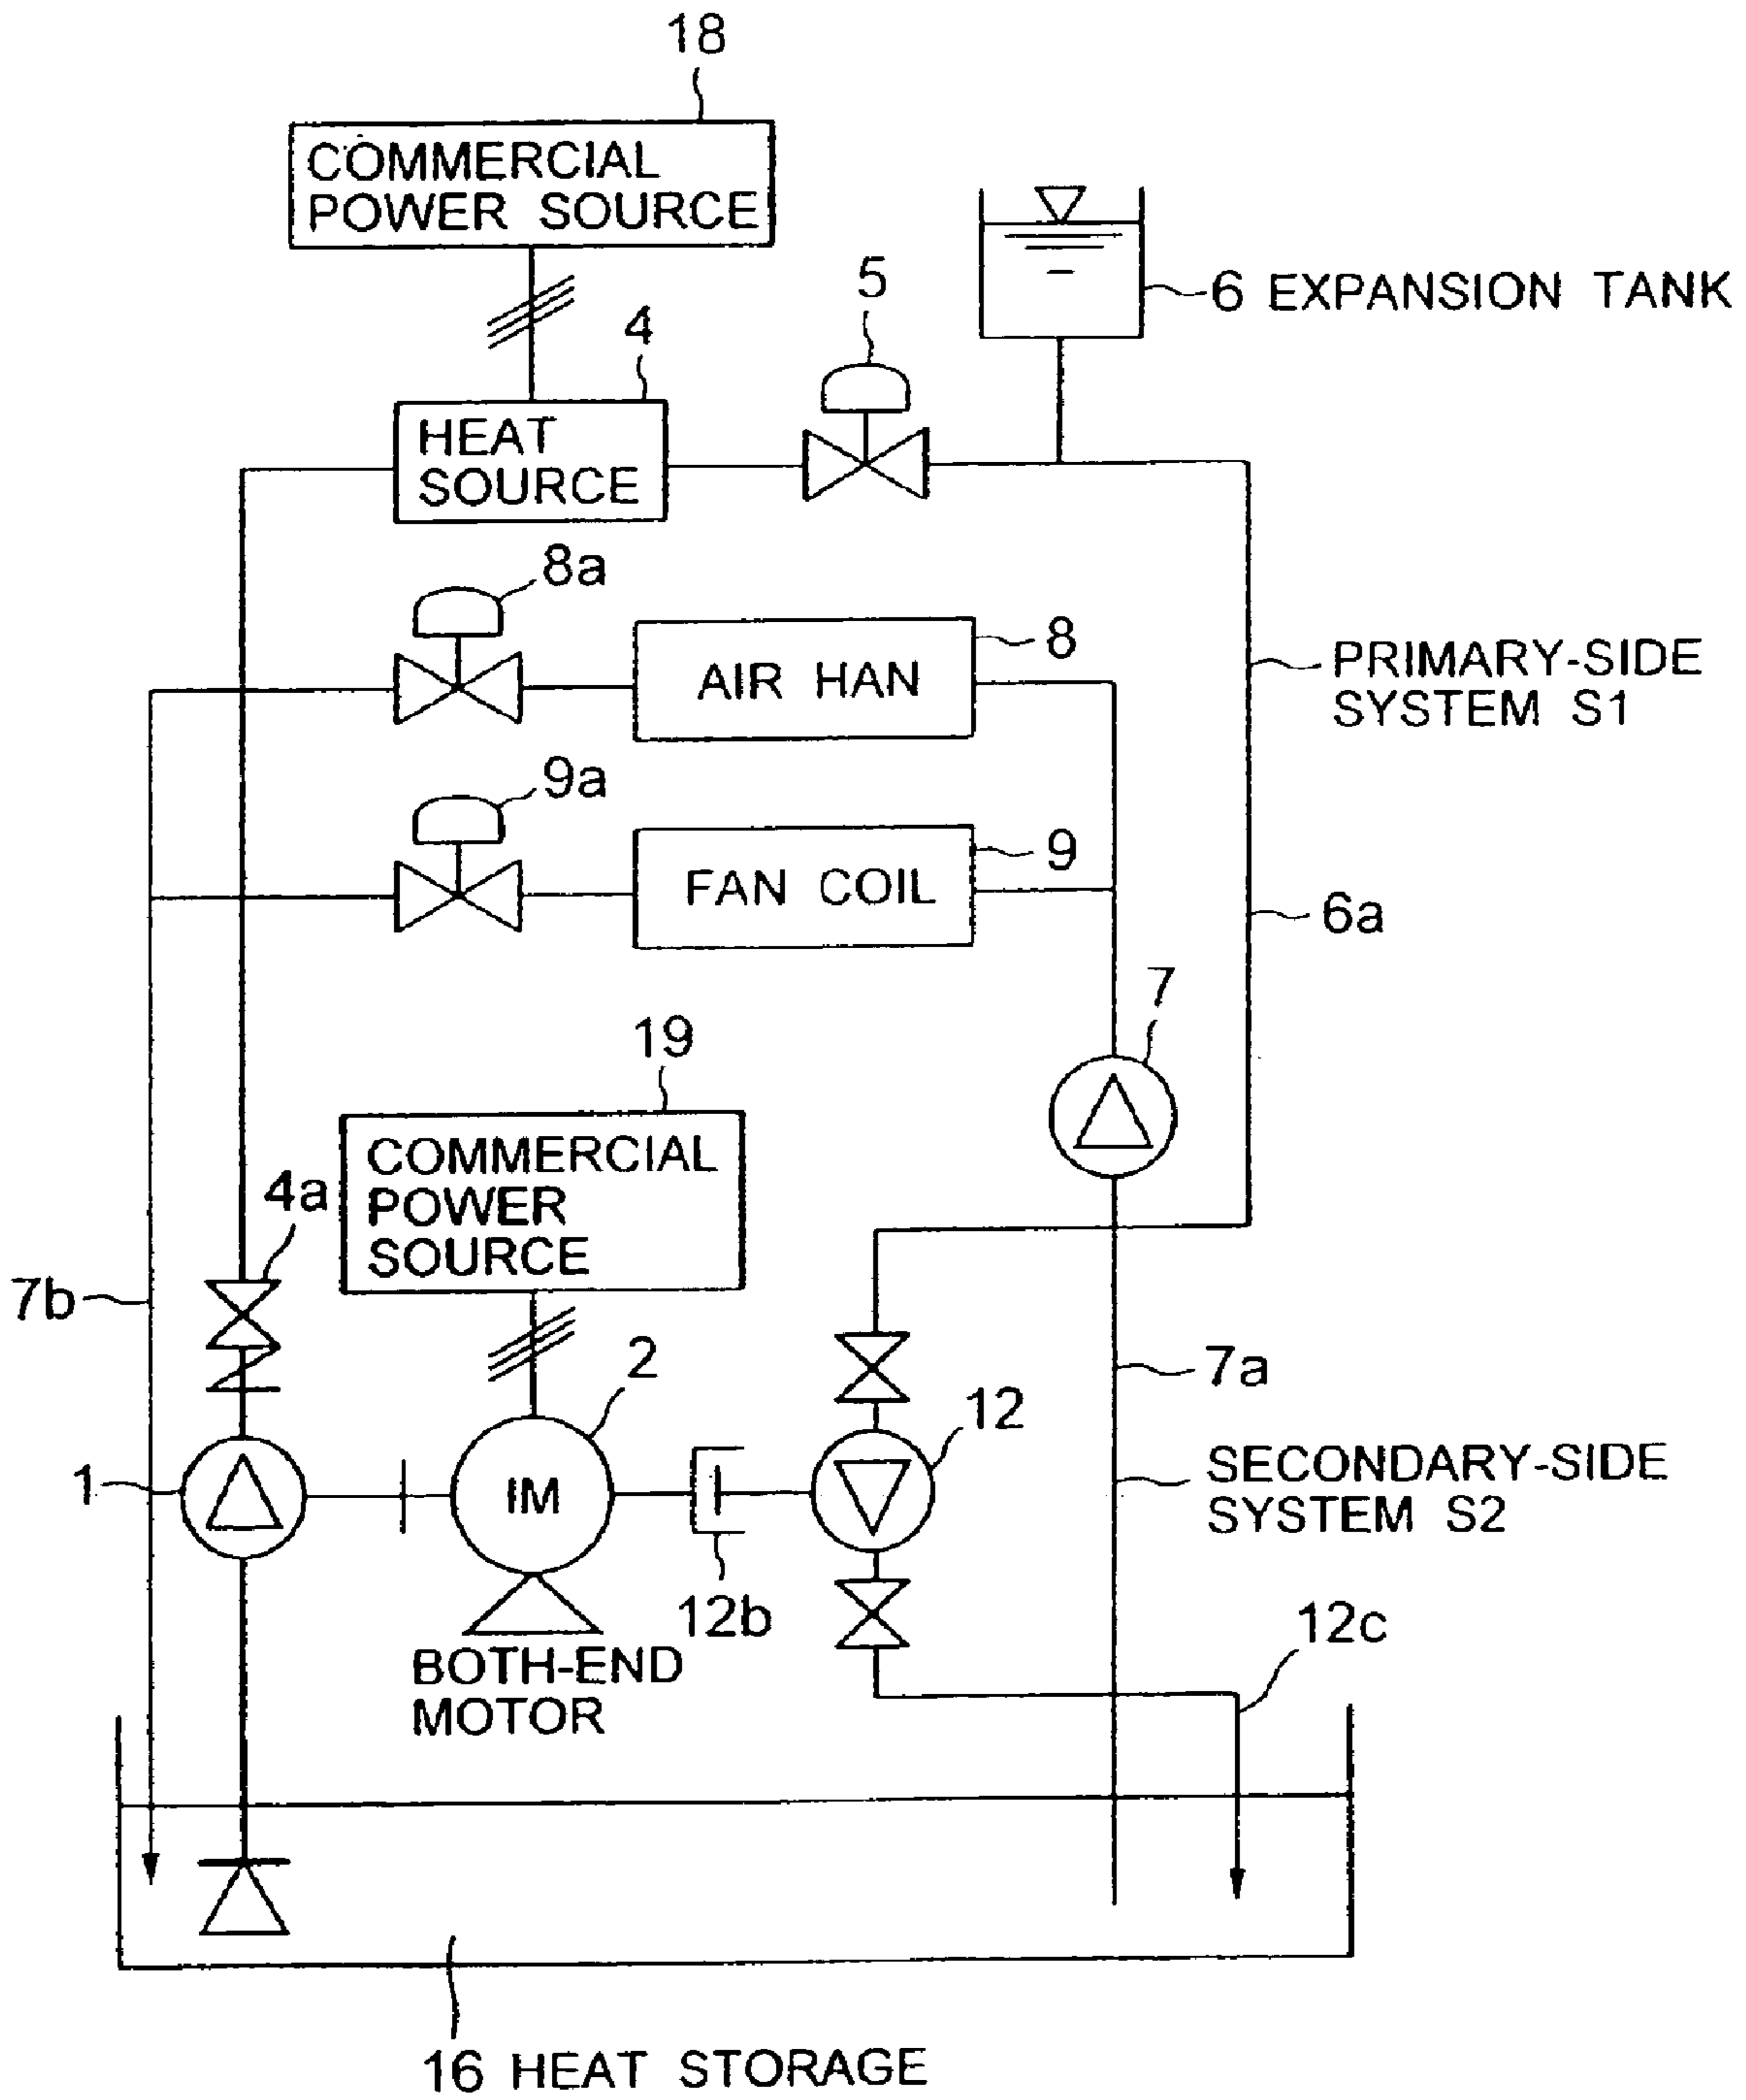 18
COMMERCIAL
POWER SOURCE
5
6 EXPANSION TANK
4
HEAT
SOURCE
8a
8
AIR HAN
PRIMARY-SIDE
SYSTEM S1
9a
9
FAN COIL
6a
7
19
COMMERCIAL
POWER
SOURCE
4a
7b
2
7a
12
1
IM
SECONDARY-SIDE
SYSTEM S2
12b
12c
BOTH-END
MOTOR
16 HEAT STORAGE